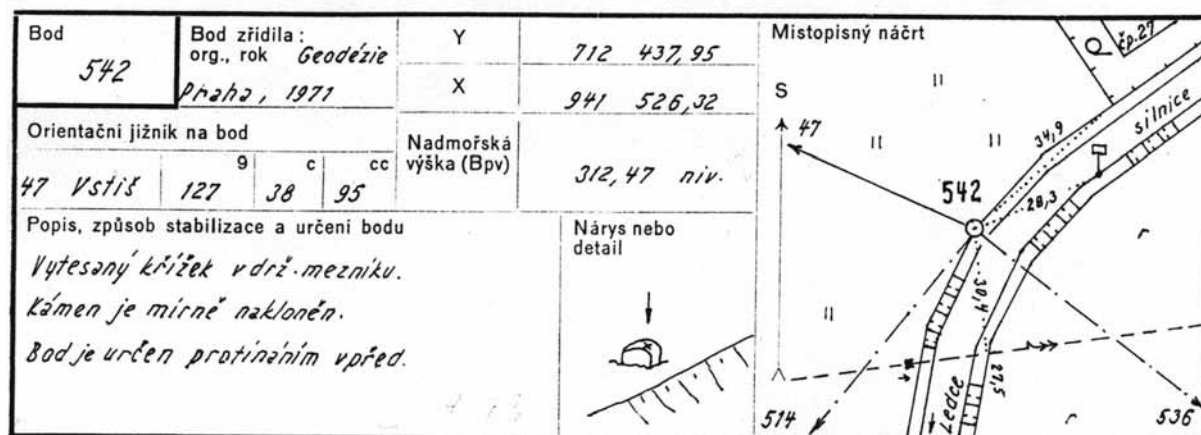 Bod
542
Bod zřídila :
org., rok Geodézie
Praha, 1971
Y
712 437,95
X
941 526,32
Orientační jižník na bod
g c cc
47 Vstiš 127 38 95
Nadmořská
výška (Bpv)
312,47 niv.
Popis, způsob stabilizace a určení bodu
Vytesaný křížek v drž. mezníku.
Kámen je mírně nakloněn.
Bod je určen protínáním vpřed.
Nárys nebo
detail
Místopisný náčrt
S
47
čp.27
silnice
34,9
542
28,3
30,4
27,5
Ledce
514
536